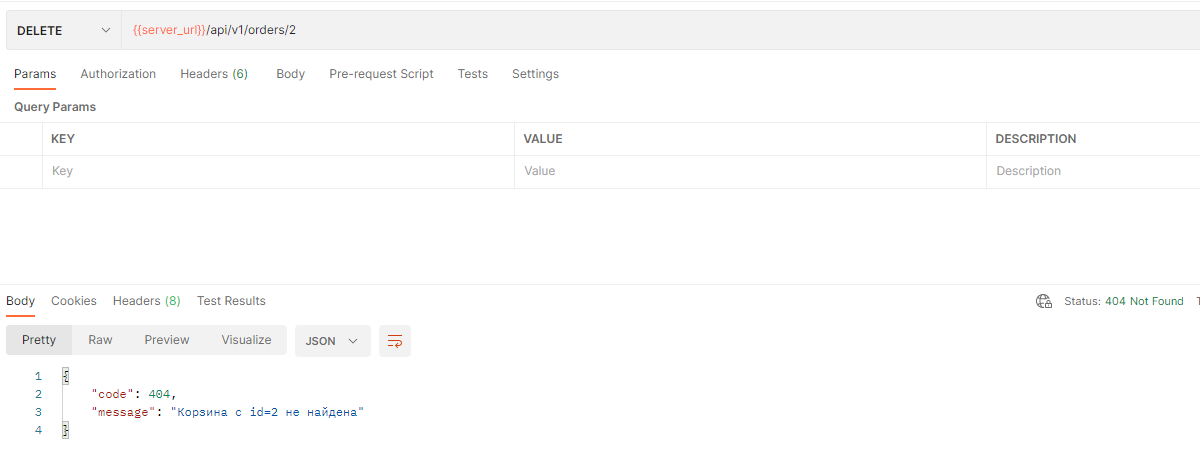 DELETE {{server_url}}/api/v1/orders/2
Params Authorization Headers (6) Body Pre-request Script Tests Settings
Query Params
KEY VALUE DESCRIPTION
Key Value Description
Body Cookies Headers (8) Test Results Status: 404 Not Found
Pretty Raw Preview Visualize JSON
1 {
2 "code": 404,
3 "message": "Корзина с id=2 не найдена"
4 }